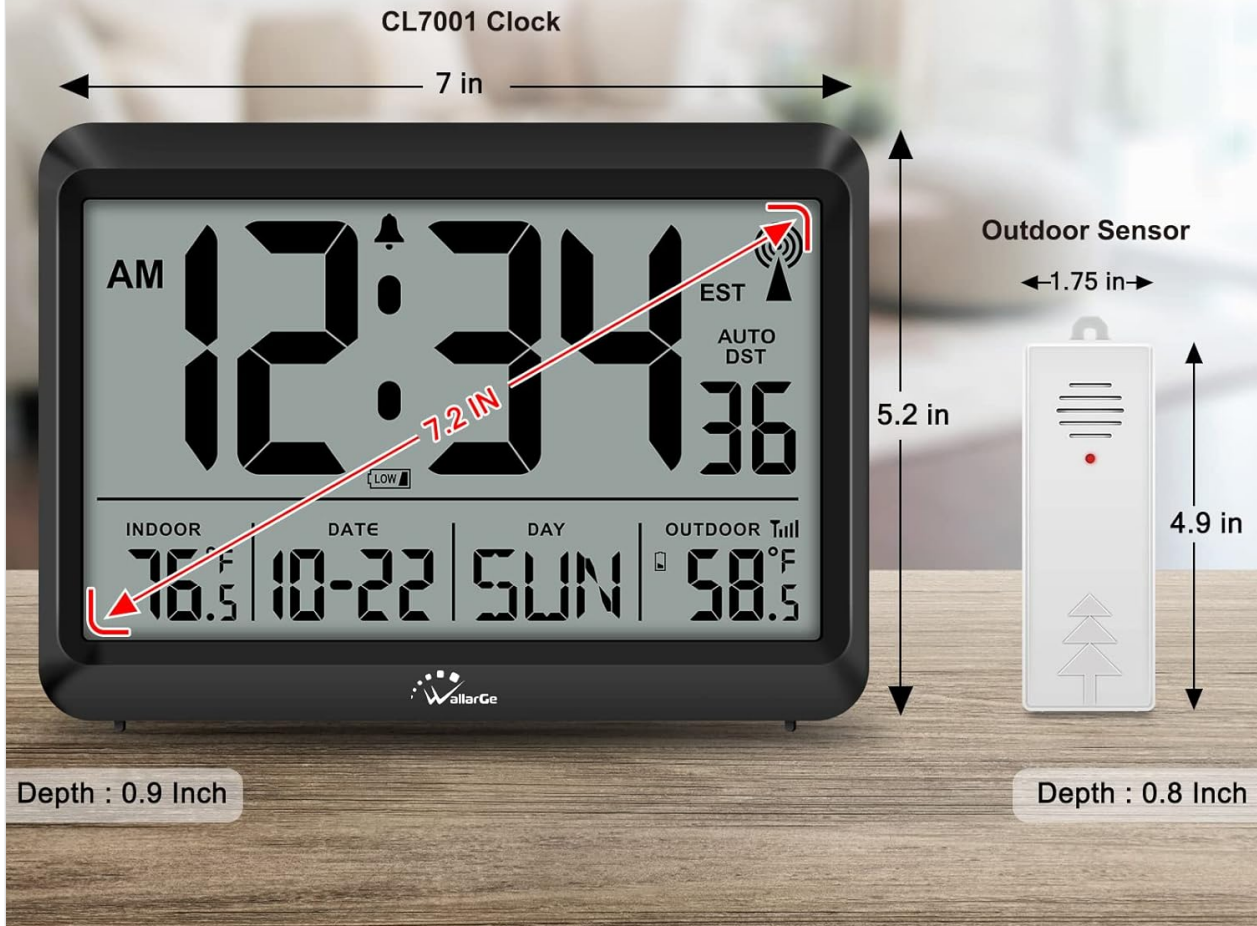 CL7001 Clock
7 in
AM
12:34
EST
AUTO
DST
36
7.2 IN
LOW
INDOOR
76.5°F
DATE
10-22
DAY
SUN
OUTDOOR
58.5°F
WallarGe
5.2 in
Outdoor Sensor
1.75 in
4.9 in
Depth : 0.9 Inch
Depth : 0.8 Inch